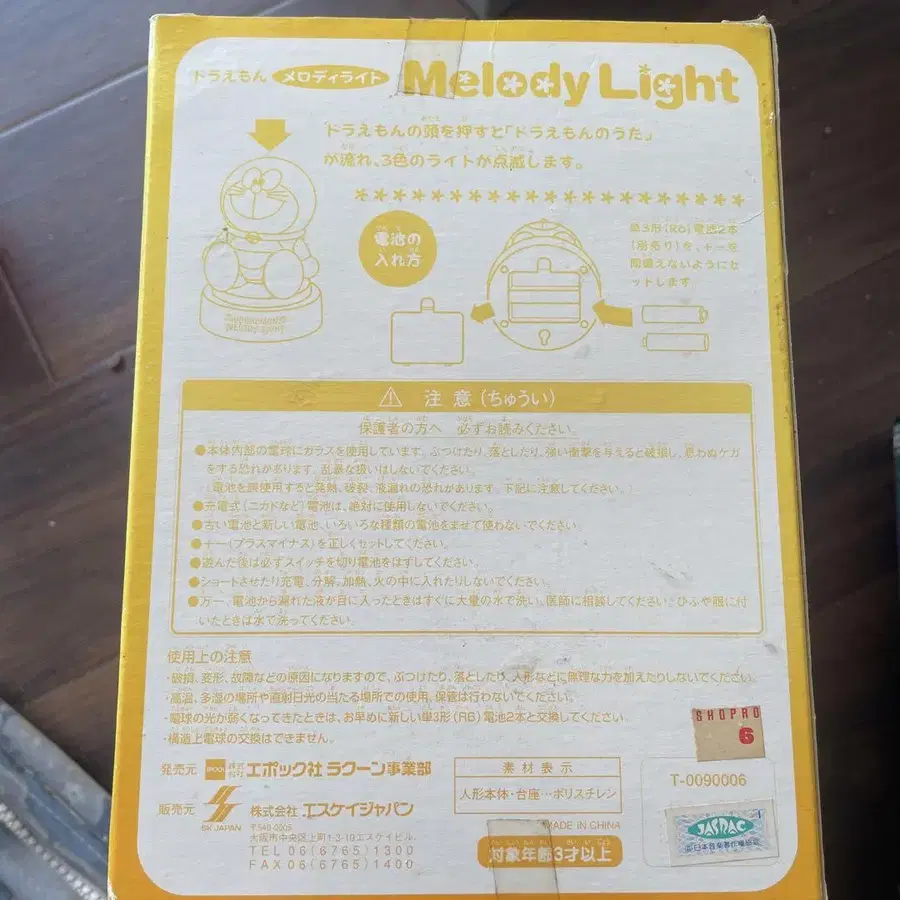 ドラえもん メロディライト Melody Light
ドラえもんの頭を押すと「ドラえもんのうた」
が流れ、3色のライトが点滅します。
電池の
入れ方
単3形(R6)電池2本
(別売り)を、+-を
間違えないようにセ
ットします。
注意(ちゅうい)
保護者の方へ 必ずお読みください。
●本体内部の電球にガラスを使用しています。ぶつけたり、落としたり、強い衝撃を与えると破損し、思わぬケガ
をする恐れがあります。乱暴な扱いはしないでください。
(電池を誤使用すると発熱、破裂、液漏れの恐れがあります。下記に注意してください。)
●充電式(ニカドなど)電池は、絶対に使用しないでください。
●古い電池と新しい電池、いろいろな種類の電池をまぜて使わないでください。
●+-(プラスマイナス)を正しくセットしてください。
●遊んだ後は必ずスイッチを切り電池をはずしてください。
●ショートさせたり充電、分解、加熱、火の中に入れたりしないでください。
●万一、電池から漏れた液が目に入ったときはすぐに大量の水で洗い、医師に相談してください。ひふや服に付
いたときは水で洗ってください。
使用上の注意
・破損、変形、故障などの原因になりますので、ぶつけたり、落としたり、人形などに無理な力を加えたりしないでください。
・高温、多湿の場所や直射日光の当たる場所での使用、保管は行わないでください。
・電球の光が弱くなってきたときは、お早めに新しい単3形(R6)電池2本と交換してください。
・構造上電球の交換はできません。
SHOPRO
6
発売元 EPOCH 株式会社 エポック社 ラクーン事業部
販売元 SK JAPAN 株式会社 エスケイジャパン
〒540-0005
大阪市中央区上町1-3-19エスケイビル
TEL 06(6765)1300
FAX 06(6765)1400
素材表示
人形本体・台座・・ポリスチレン
MADE IN CHINA
対象年齢3才以上
T-0090006
JASRAC